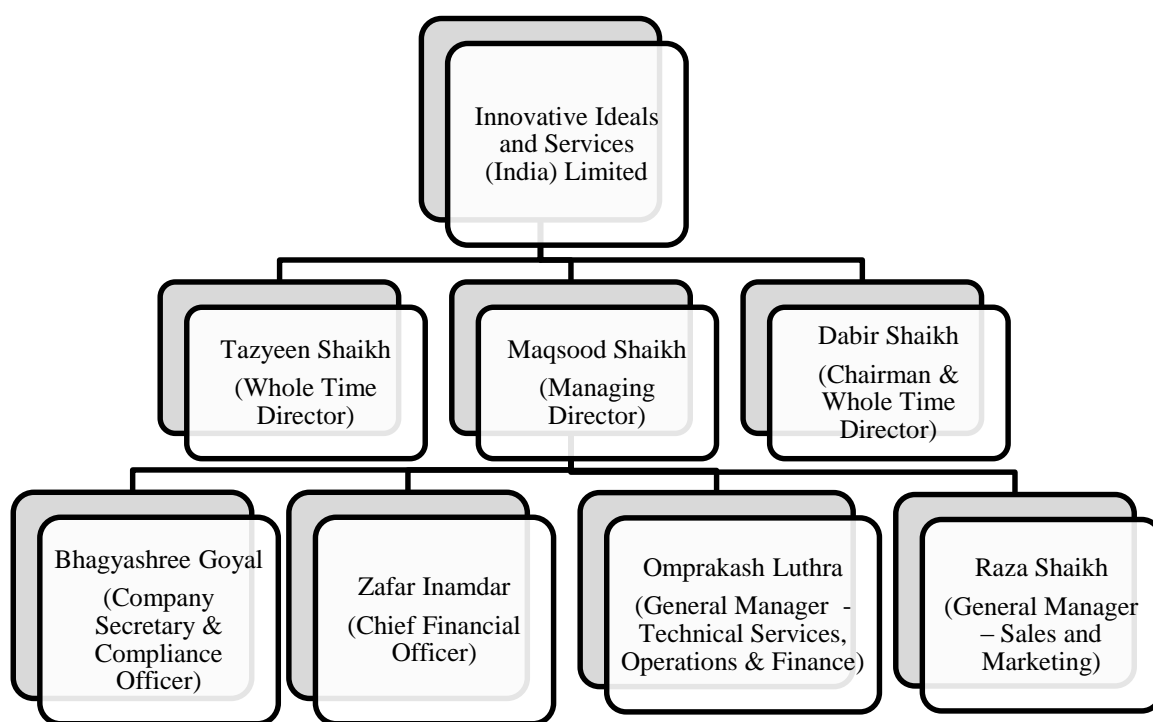 Innovative Ideals
and Services
(India) Limited
Tazyeen Shaikh
(Whole Time
Director)
Maqsood Shaikh
(Managing
Director)
Dabir Shaikh
(Chairman &
Whole Time
Director)
Bhagyashree Goyal
(Company
Secretary &
Compliance
Officer)
Zafar Inamdar
(Chief Financial
Officer)
Omprakash Luthra
(General Manager -
Technical Services,
Operations & Finance)
Raza Shaikh
(General Manager
– Sales and
Marketing)